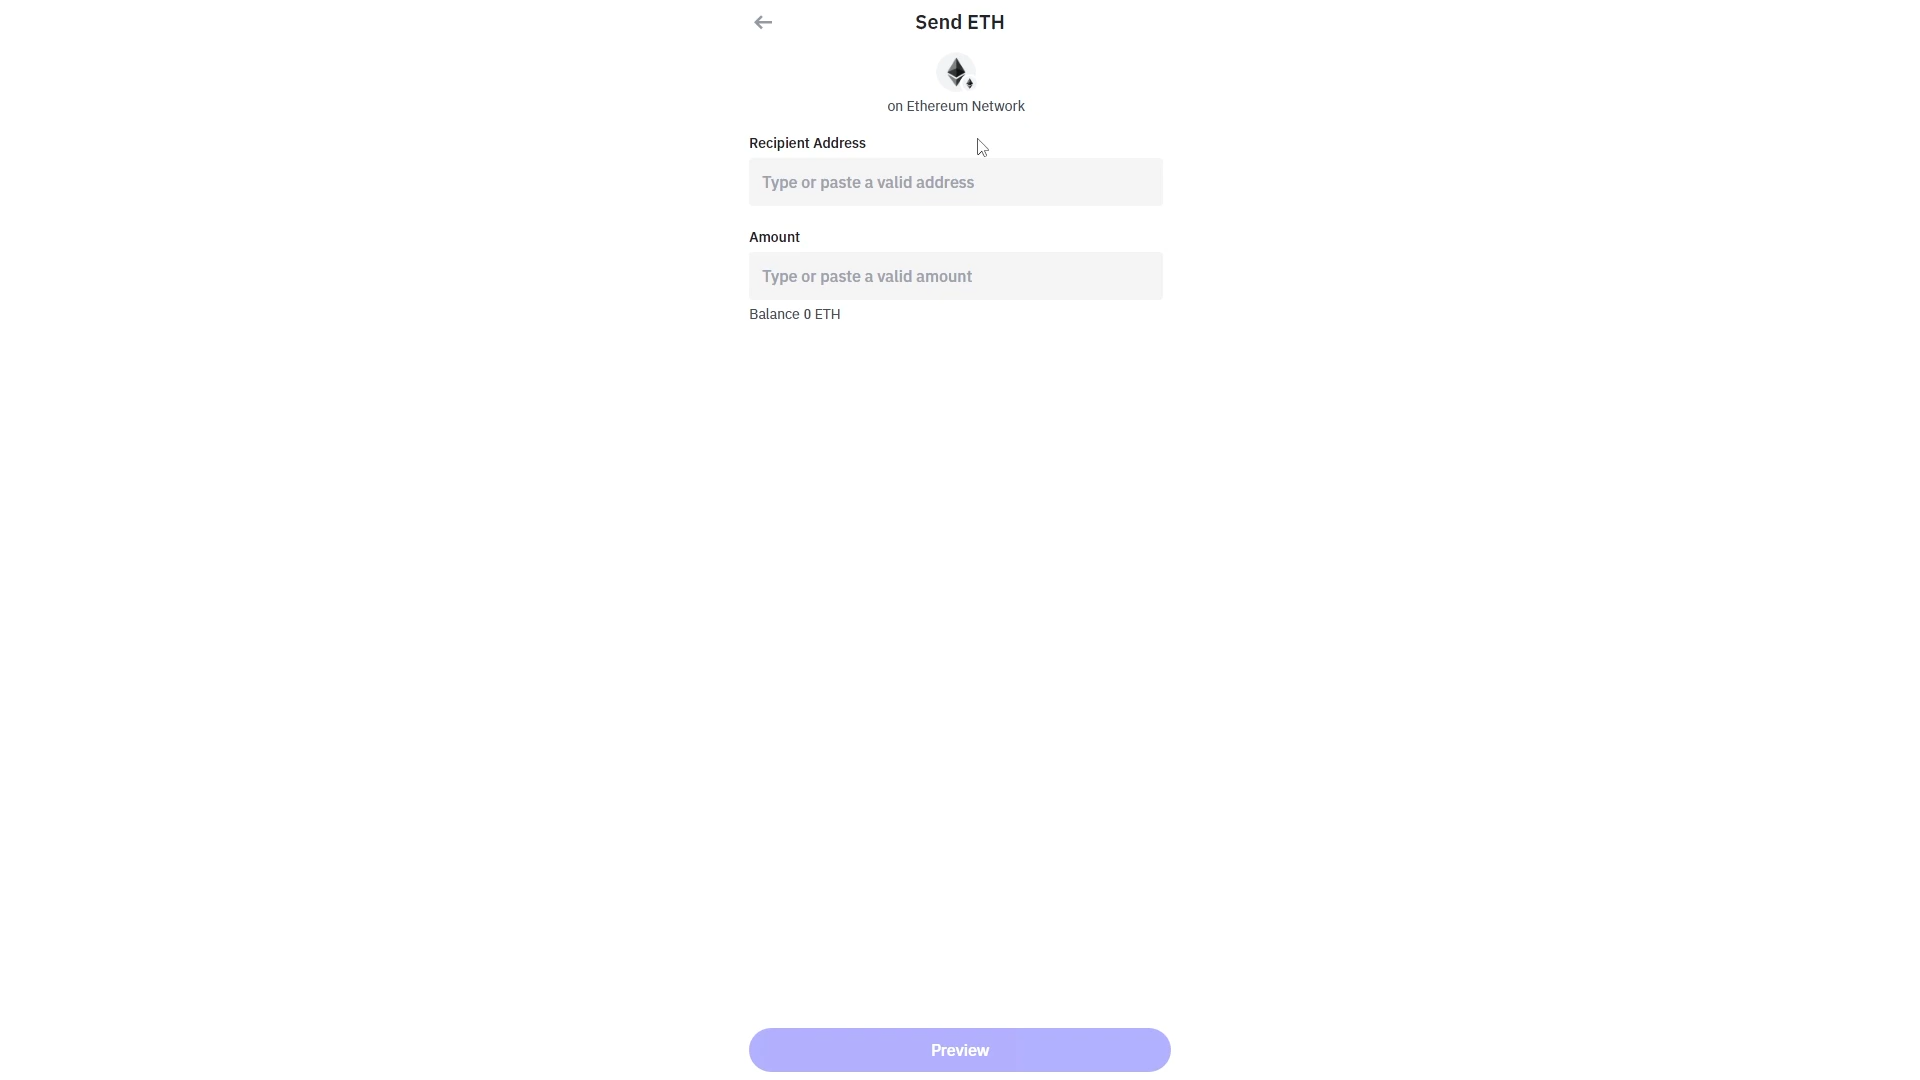 Send ETH
on Ethereum Network
Recipient Address
Type or paste a valid address
Amount
Type or paste a valid amount
Balance 0 ETH
Preview